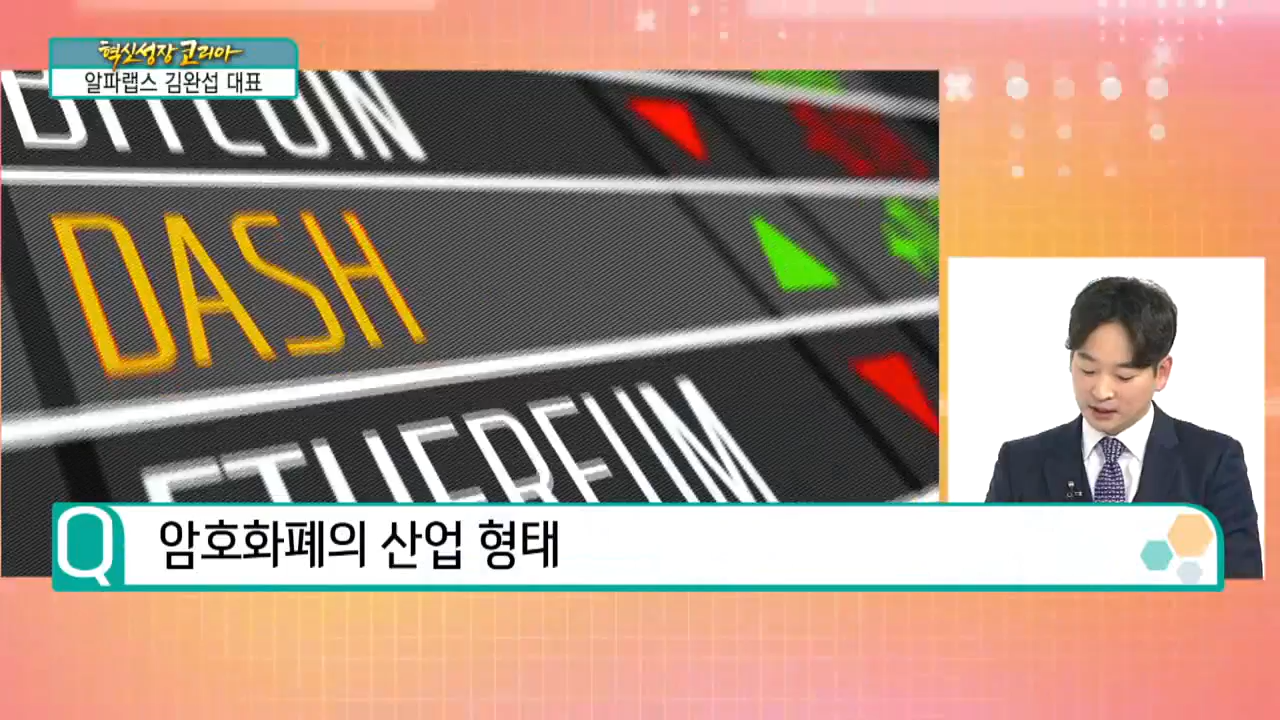 혁신성장 코리아
알파랩스 김완섭 대표
BITCOIN
DASH
ETHEREUM
Q 암호화폐의 산업 형태